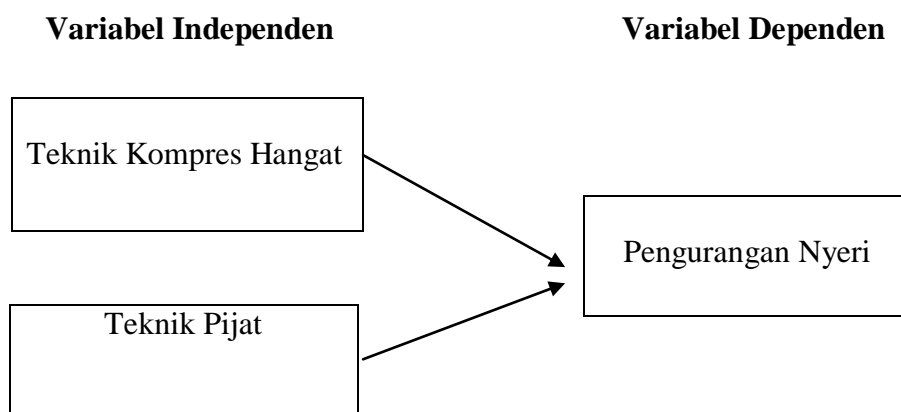 Variabel Independen
Variabel Dependen
Teknik Kompres Hangat
Pengurangan Nyeri
Teknik Pijat